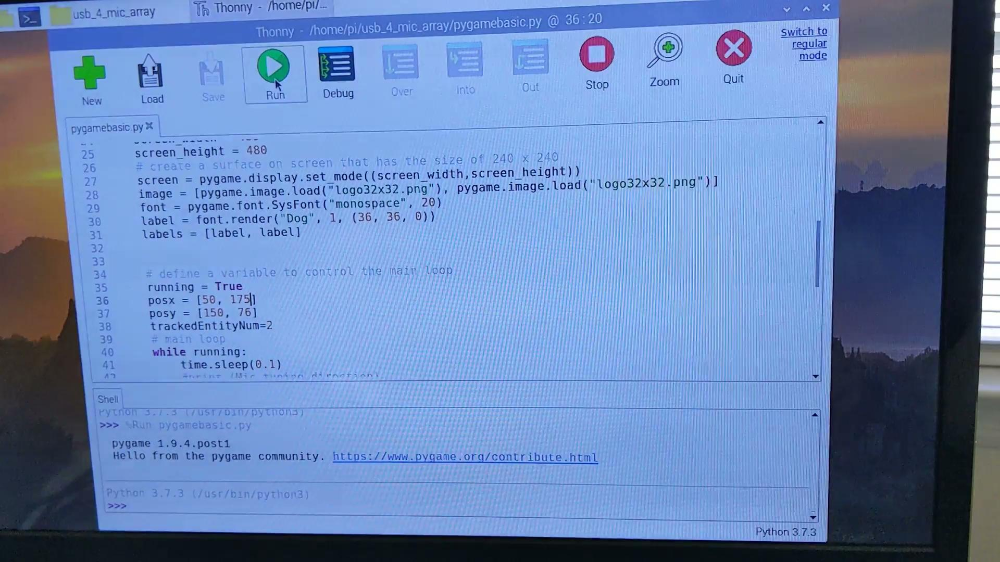 usb_4_mic_array
Thonny - /home/pi/...
Thonny - /home/pi/usb_4_mic_array/pygamebasic.py @ 36:20
Switch to
regular
mode
New
Load
Save
Run
Debug
Over
Into
Out
Stop
Zoom
Quit
pygamebasic.py
25 screen_height = 480
26 # create a surface on screen that has the size of 240 x 240
27 screen = pygame.display.set_mode((screen_width,screen_height))
28 image = [pygame.image.load("logo32x32.png"), pygame.image.load("logo32x32.png")]
29 font = pygame.font.SysFont("monospace", 20)
30 label = font.render("Dog", 1, (36, 36, 0))
31 labels = [label, label]
32
33
34 # define a variable to control the main loop
35 running = True
36 posx = [50, 175]
37 posy = [150, 76]
38 trackedEntityNum=2
39 # main loop
40 while running:
41 time.sleep(0.1)
Shell
Python 3.7.3 (/usr/bin/python3)
>>> %Run pygamebasic.py
pygame 1.9.4.post1
Hello from the pygame community. https://www.pygame.org/contribute.html
Python 3.7.3 (/usr/bin/python3)
>>>
Python 3.7.3